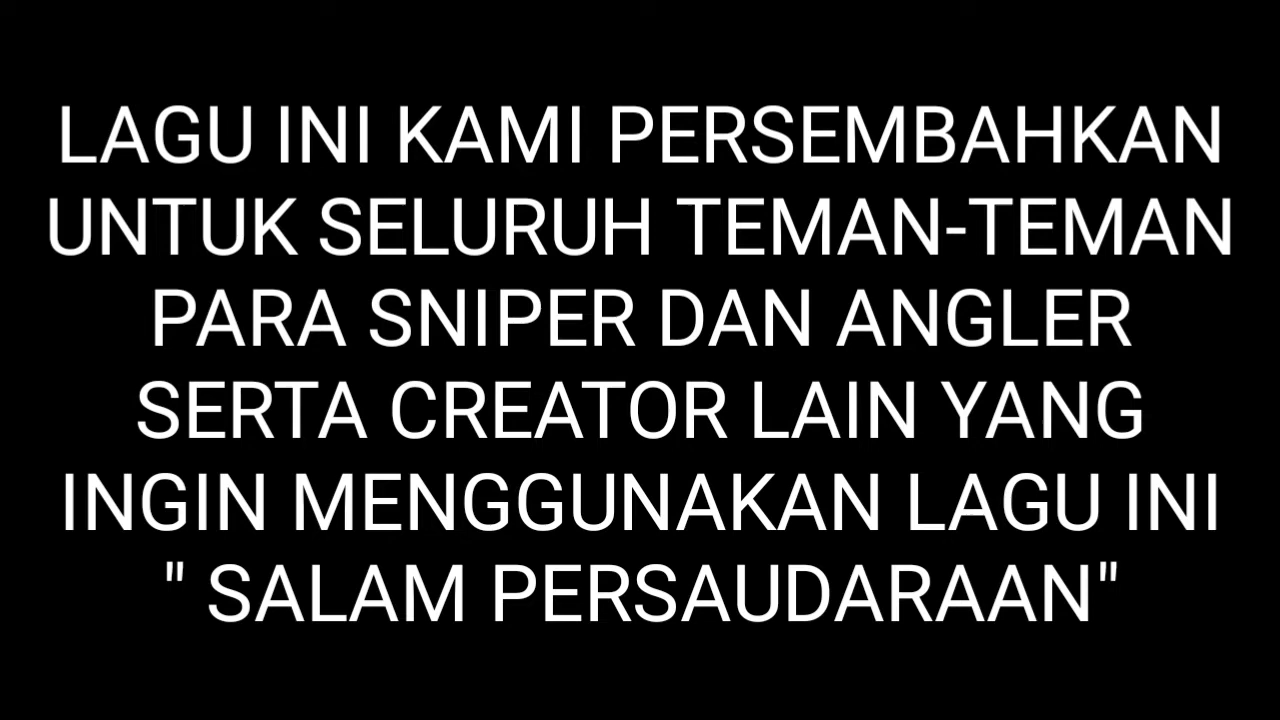 LAGU INI KAMI PERSEMBAHKAN
UNTUK SELURUH TEMAN-TEMAN
PARA SNIPER DAN ANGLER
SERTA CREATOR LAIN YANG
INGIN MENGGUNAKAN LAGU INI
" SALAM PERSAUDARAAN"